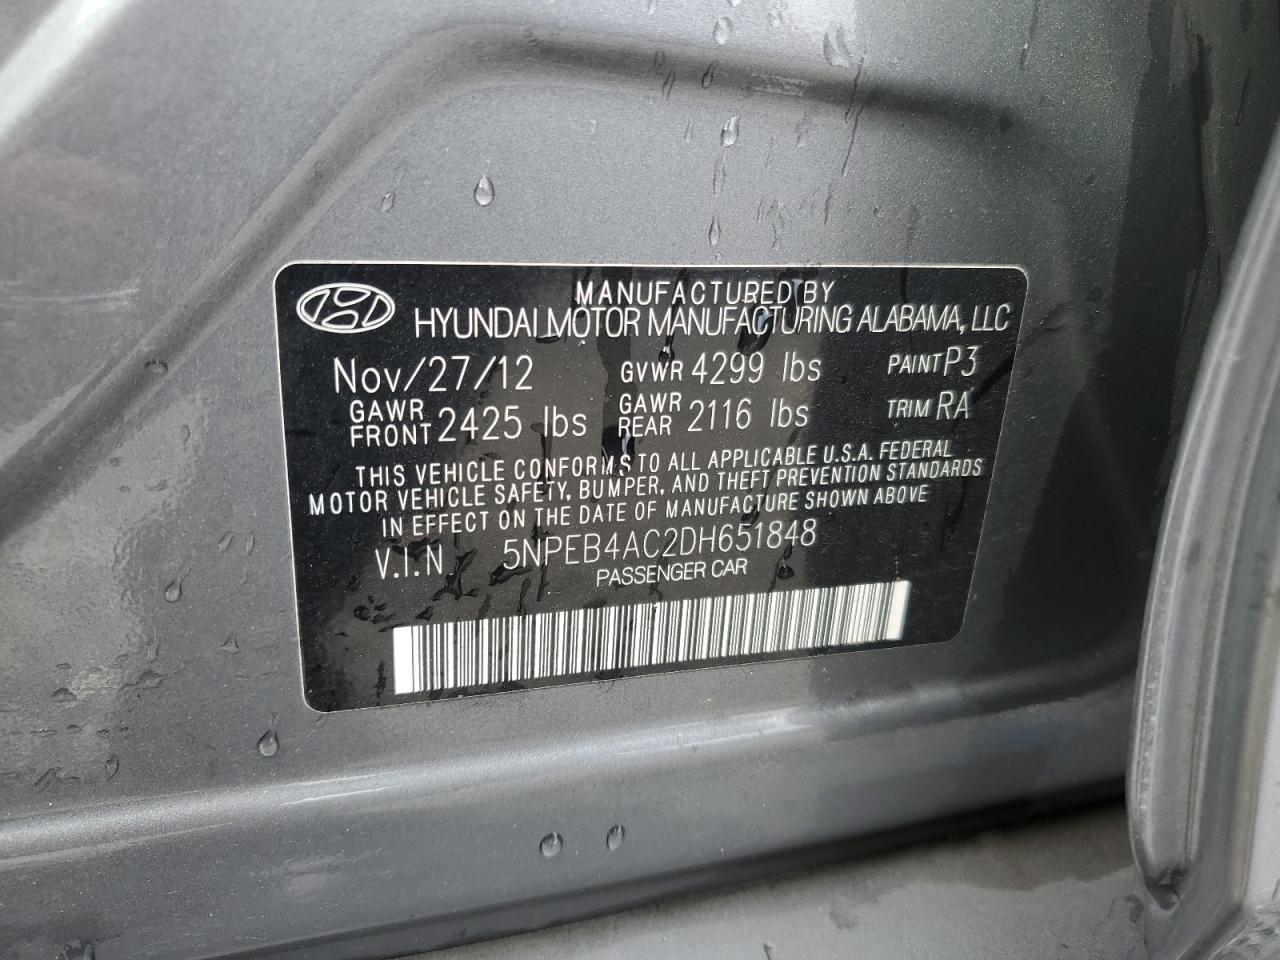 MANUFACTURED BY
HYUNDAI MOTOR MANUFACTURING ALABAMA, LLC
Nov/27/12 GVWR 4299 lbs PAINT P3
GAWR FRONT 2425 lbs GAWR REAR 2116 lbs TRIM RA
THIS VEHICLE CONFORMS TO ALL APPLICABLE U.S.A. FEDERAL
MOTOR VEHICLE SAFETY, BUMPER, AND THEFT PREVENTION STANDARDS
IN EFFECT ON THE DATE OF MANUFACTURE SHOWN ABOVE
V.I.N 5NPEB4AC2DH651848
PASSENGER CAR